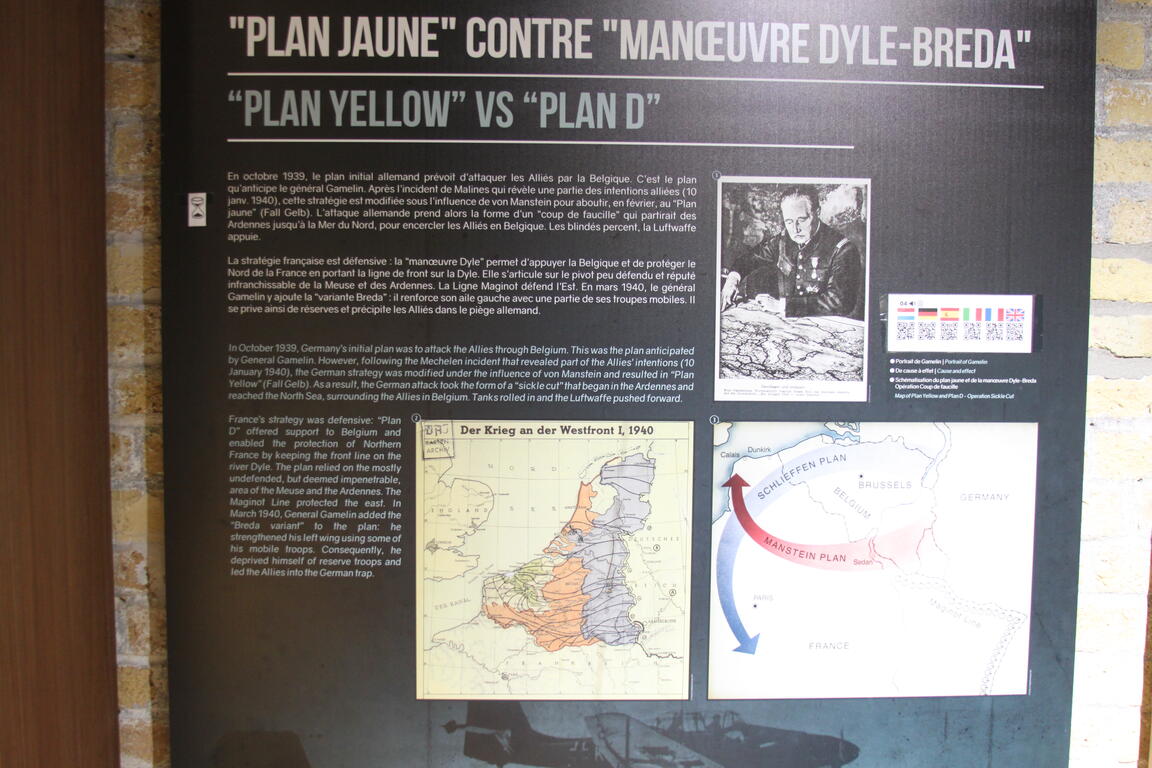 "PLAN JAUNE" CONTRE "MANŒUVRE DYLE-BREDA"
“PLAN YELLOW” VS “PLAN D”
En octobre 1939, le plan initial allemand prévoit d'attaquer les Alliés par la Belgique. C'est le plan
qu'anticipe le général Gamelin. Après l'incident de Malines qui révèle une partie des intentions alliées (10
janv. 1940), cette stratégie est modifiée sous l'influence de von Manstein pour aboutir, en février, au "Plan
jaune" (Fall Gelb). L'attaque allemande prend alors la forme d'un "coup de faucille" qui partirait des
Ardennes jusqu'à la Mer du Nord, pour encercler les Alliés en Belgique. Les blindés percent, la Luftwaffe
appuie.
La stratégie française est défensive : la "manœuvre Dyle" permet d'appuyer la Belgique et de protéger le
Nord de la France en portant la ligne de front sur la Dyle. Elle s'articule sur le pivot peu défendu et réputé
infranchissable de la Meuse et des Ardennes. La Ligne Maginot défend l'Est. En mars 1940, le général
Gamelin y ajoute la "variante Breda" : il renforce son aile gauche avec une partie de ses troupes mobiles. Il
se prive ainsi de réserves et précipite les Alliés dans le piège allemand.
In October 1939, Germany's initial plan was to attack the Allies through Belgium. This was the plan anticipated
by General Gamelin. However, following the Mechelen incident that revealed part of the Allies' intentions (10
January 1940), the German strategy was modified under the influence of von Manstein and resulted in "Plan
Yellow" (Fall Gelb). As a result, the German attack took the form of a "sickle cut" that began in the Ardennes and
reached the North Sea, surrounding the Allies in Belgium. Tanks rolled in and the Luftwaffe pushed forward.
France's strategy was defensive: "Plan
D" offered support to Belgium and
enabled the protection of Northern
France by keeping the front line on the
river Dyle. The plan relied on the mostly
undefended, but deemed impenetrable,
area of the Meuse and the Ardennes. The
Maginot Line protected the east. In
March 1940, General Gamelin added the
"Breda variant" to the plan: he
strengthened his left wing using some of
his mobile troops. Consequently, he
deprived himself of reserve troops and
led the Allies into the German trap.
1
04
Portrait de Gamelin | Portrait of Gamelin
De cause à effet | Cause and effect
Schématisation du plan jaune et de la manœuvre Dyle-Breda
Opération Coup de faucille
Map of Plan Yellow and Plan D - Operation Sickle Cut
2
Der Krieg an der Westfront I, 1940
NORD
SEE
ENGLAND
DEUTSCHES
REICH
DER KANAL
3
Calais
Dunkirk
SCHLIEFFEN PLAN
BRUSSELS
BELGIUM
GERMANY
MANSTEIN PLAN
Sedan
PARIS
Maginot Line
FRANCE